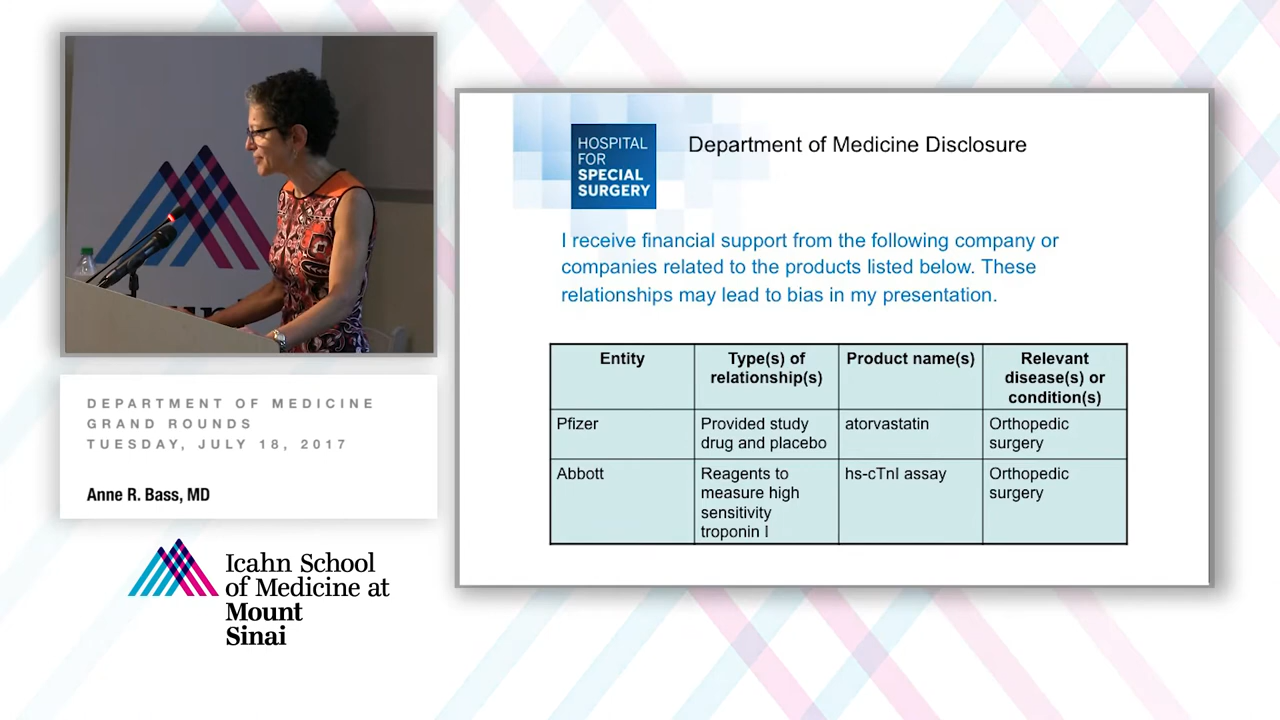 DEPARTMENT OF MEDICINE
GRAND ROUNDS
TUESDAY, JULY 18, 2017
Anne R. Bass, MD
Icahn School
of Medicine at
Mount
Sinai
HOSPITAL
FOR
SPECIAL
SURGERY
Department of Medicine Disclosure
I receive financial support from the following company or
companies related to the products listed below. These
relationships may lead to bias in my presentation.
Entity
Type(s) of
relationship(s)
Product name(s)
Relevant
disease(s) or
condition(s)
Pfizer
Provided study
drug and placebo
atorvastatin
Orthopedic
surgery
Abbott
Reagents to
measure high
sensitivity
troponin I
hs-cTnI assay
Orthopedic
surgery